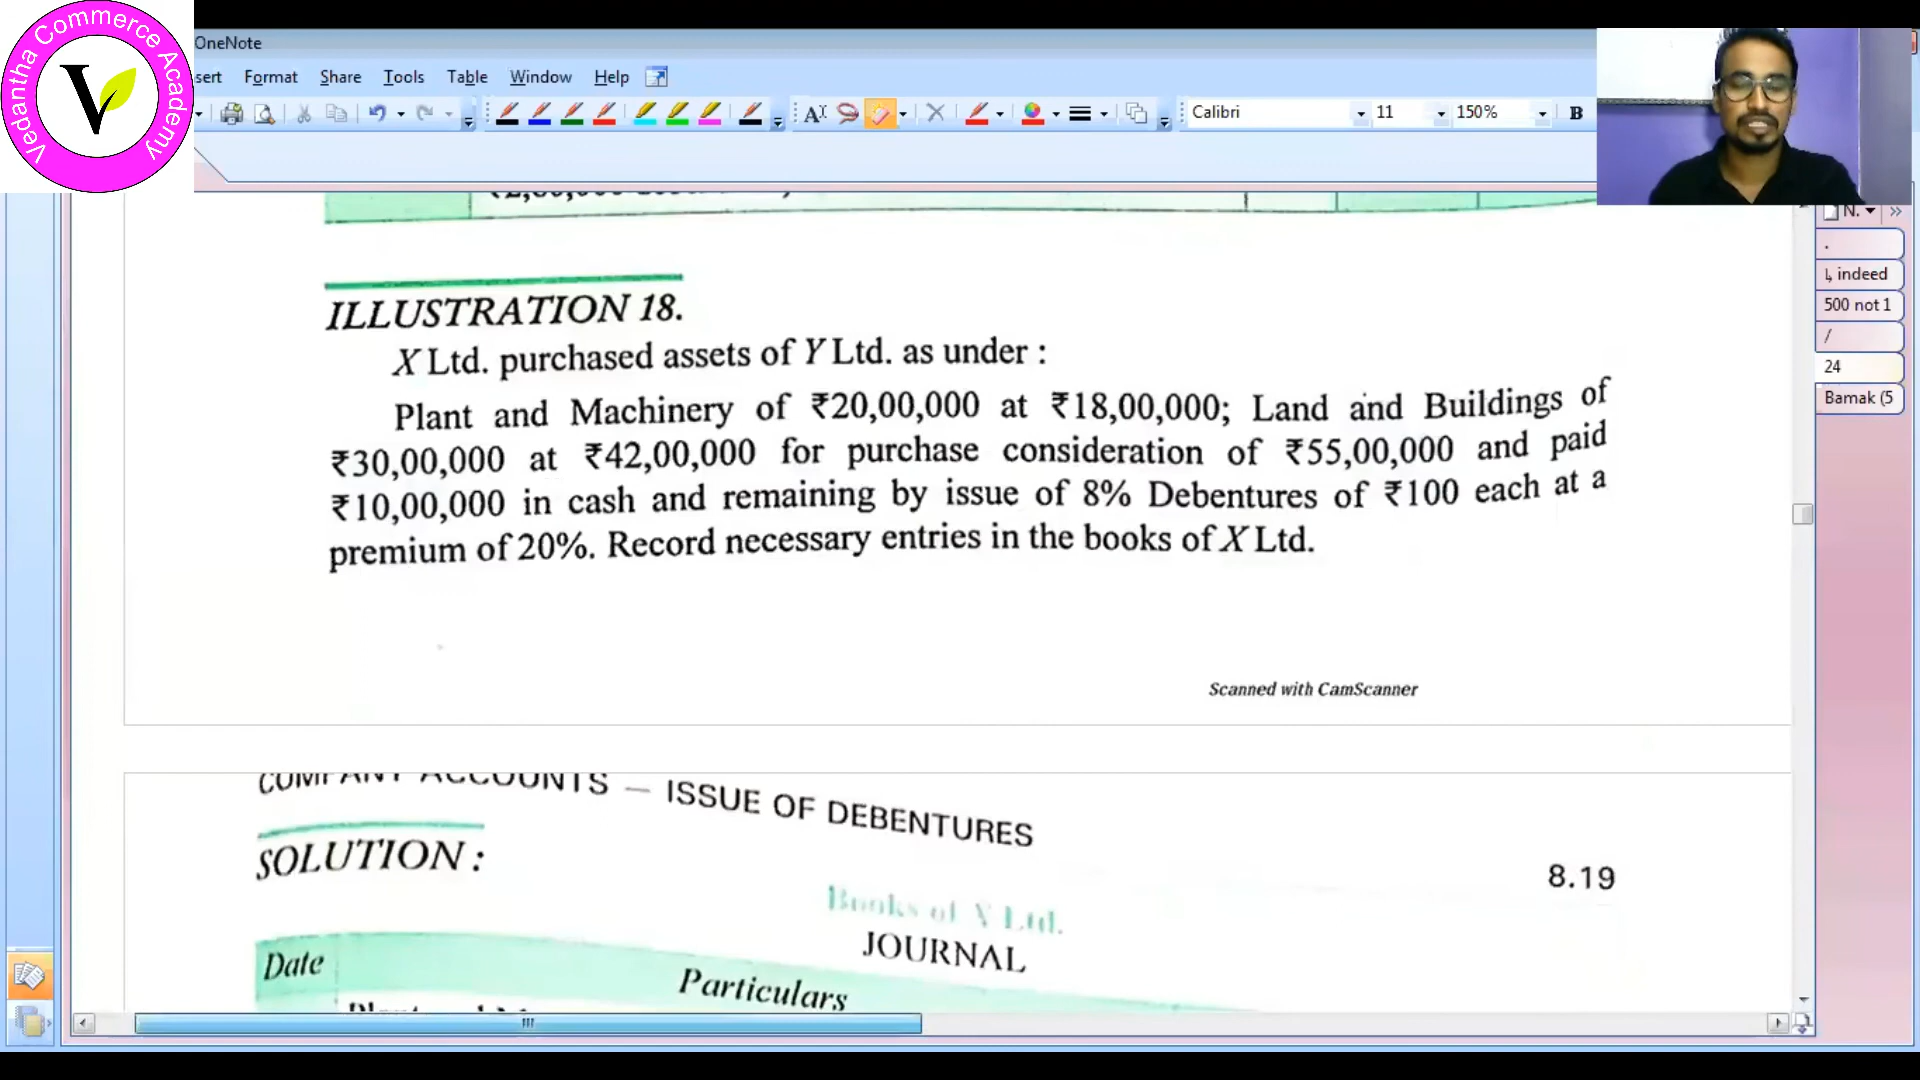 Vedantha Commerce Academy
V
OneNote
sert Format Share Tools Table Window Help
Calibri 11 150% B
N.
.
indeed
500 not 1
/
24
Bamak (5
ILLUSTRATION 18.
X Ltd. purchased assets of Y Ltd. as under :
Plant and Machinery of ₹20,00,000 at ₹18,00,000; Land and Buildings of
₹30,00,000 at ₹42,00,000 for purchase consideration of ₹55,00,000 and paid
₹10,00,000 in cash and remaining by issue of 8% Debentures of ₹100 each at a
premium of 20%. Record necessary entries in the books of X Ltd.
Scanned with CamScanner
COMPANY ACCOUNTS — ISSUE OF DEBENTURES
SOLUTION :
8.19
Books of X Ltd.
JOURNAL
Date
Particulars